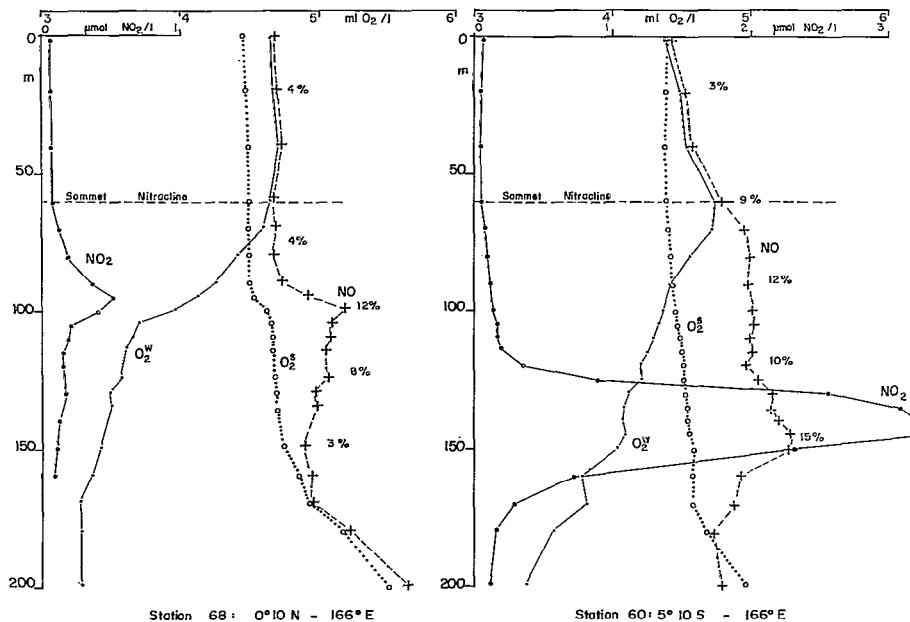 3 4 5 6
μmol NO₂/l 1 ml O₂/l
0
m
50
Sommet Nitracline
100
150
200
4%
4%
NO₂
NO
12%
O₂ˢ
O₂ᵂ
8%
3%
Station 68: 0°10 N – 166° E
3 4 5 6
ml O₂/l 1 2 μmol NO₂/l 3
0
m
50
Sommet Nitracline
100
150
200
3%
9%
NO
12%
O₂ˢ
10%
NO₂
O₂ᵂ
15%
Station 60: 5°10 S – 166° E